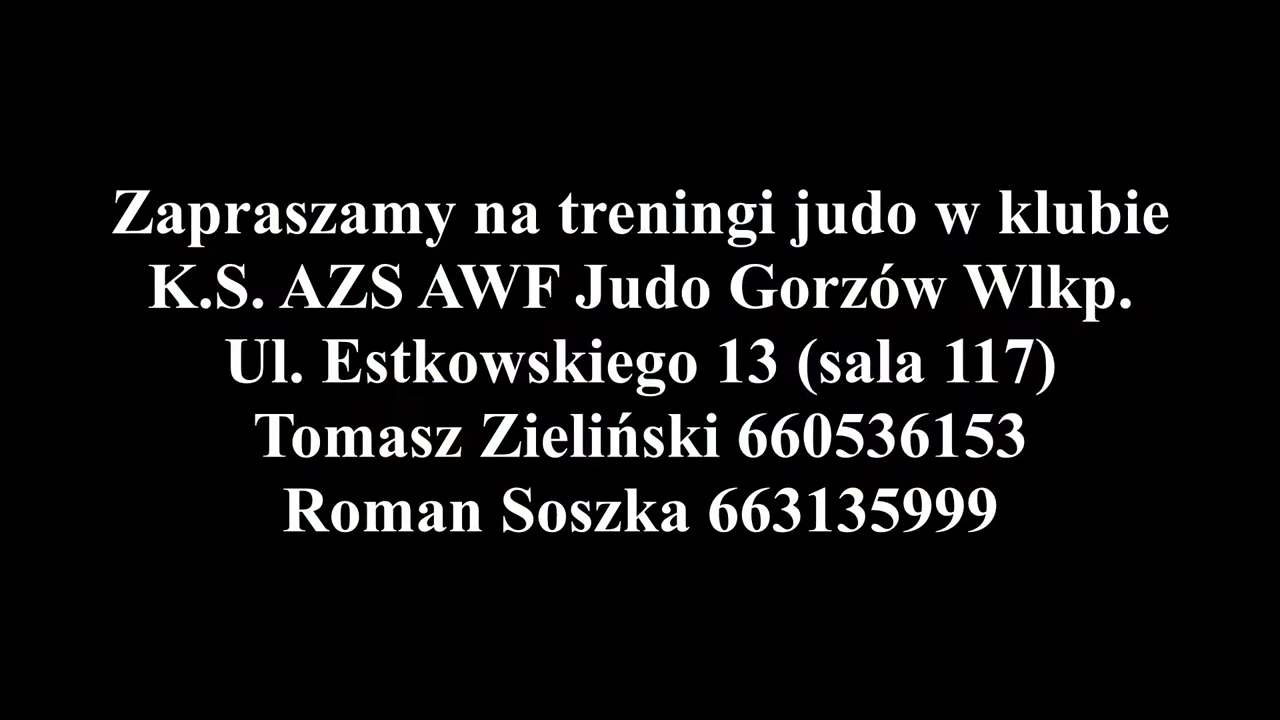 Zapraszamy na treningi judo w klubie
K.S. AZS AWF Judo Gorzów Wlkp.
Ul. Estkowskiego 13 (sala 117)
Tomasz Zieliński 660536153
Roman Soszka 663135999